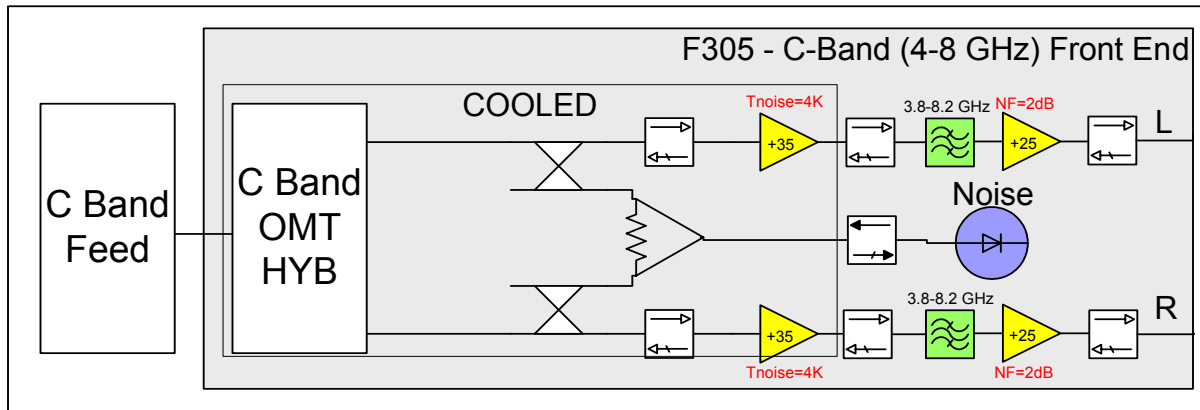 F305 - C-Band (4-8 GHz) Front End
COOLED
Tnoise=4K
3.8-8.2 GHz
NF=2dB
+35
+25
L
C Band
Feed
C Band
OMT
HYB
Noise
3.8-8.2 GHz
R
+35
+25
Tnoise=4K
NF=2dB